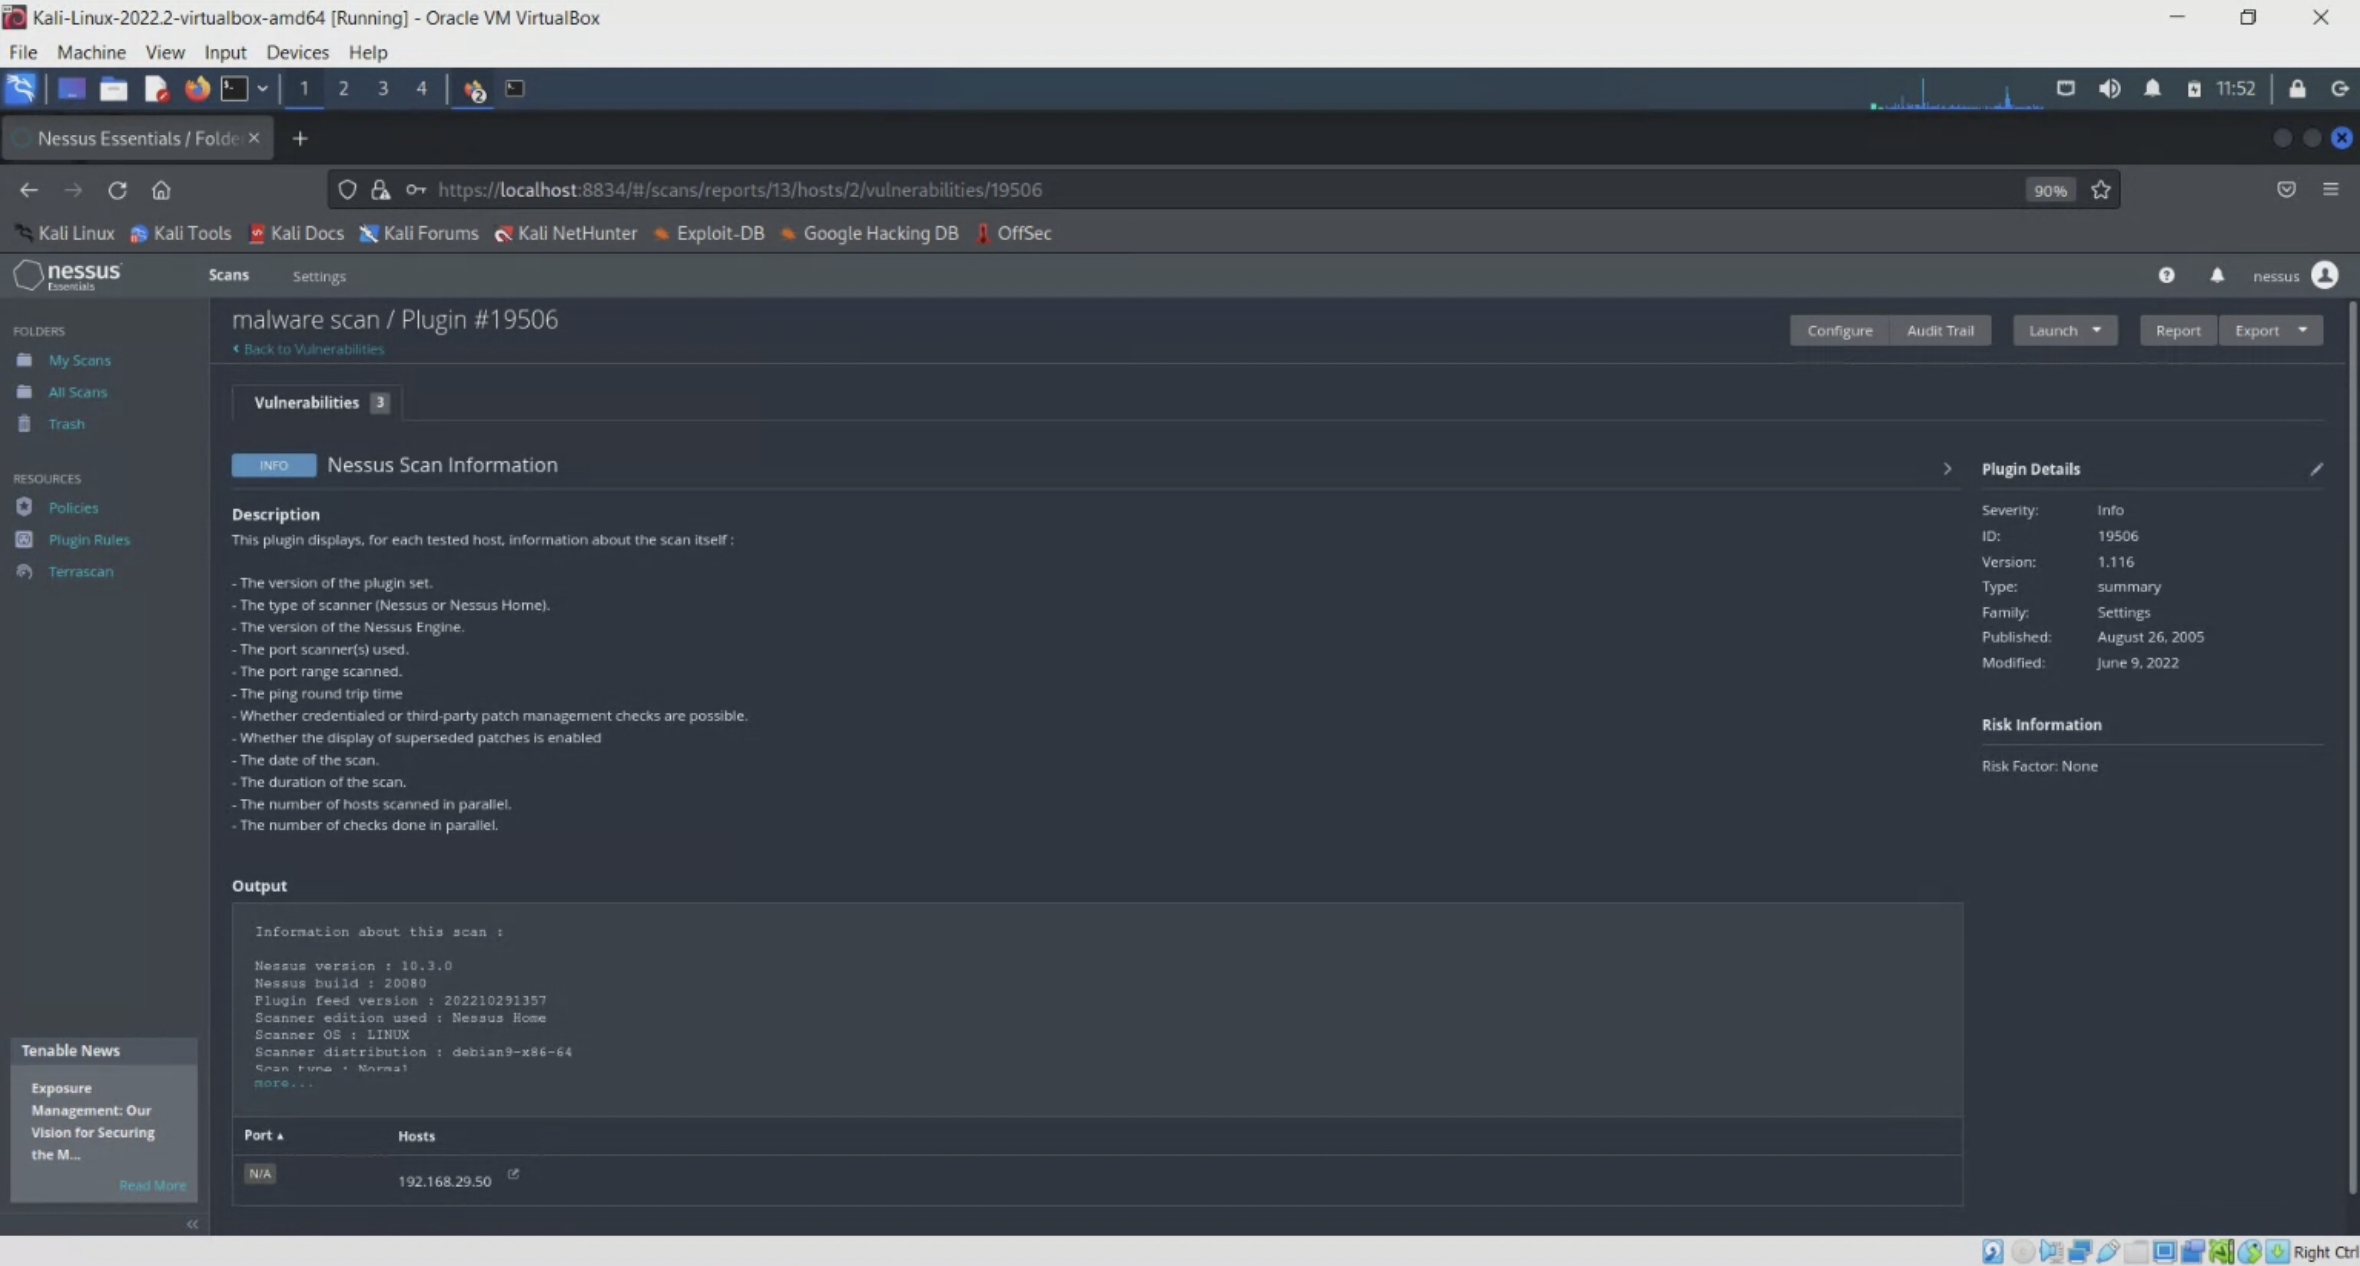 Kali-Linux-2022.2-virtualbox-amd64 [Running] - Oracle VM VirtualBox
File Machine View Input Devices Help
1 2 3 4 11:52
Nessus Essentials / Folde
https://localhost:8834/#/scans/reports/13/hosts/2/vulnerabilities/19506 90%
Kali Linux Kali Tools Kali Docs Kali Forums Kali NetHunter Exploit-DB Google Hacking DB OffSec
nessus Essentials Scans Settings nessus
FOLDERS
My Scans
All Scans
Trash
RESOURCES
Policies
Plugin Rules
Terrascan
Tenable News
Exposure
Management: Our
Vision for Securing
the M...
Read More
malware scan / Plugin #19506
Back to Vulnerabilities
Configure Audit Trail Launch Report Export
Vulnerabilities 3
INFO Nessus Scan Information
Description
This plugin displays, for each tested host, information about the scan itself :
- The version of the plugin set.
- The type of scanner (Nessus or Nessus Home).
- The version of the Nessus Engine.
- The port scanner(s) used.
- The port range scanned.
- The ping round trip time
- Whether credentialed or third-party patch management checks are possible.
- Whether the display of superseded patches is enabled
- The date of the scan.
- The duration of the scan.
- The number of hosts scanned in parallel.
- The number of checks done in parallel.
Output
Information about this scan :
Nessus version : 10.3.0
Nessus build : 20080
Plugin feed version : 202210291357
Scanner edition used : Nessus Home
Scanner OS : LINUX
Scanner distribution : debian9-x86-64
Scan type : Normal
more...
Port Hosts
N/A 192.168.29.50
Plugin Details
Severity: Info
ID: 19506
Version: 1.116
Type: summary
Family: Settings
Published: August 26, 2005
Modified: June 9, 2022
Risk Information
Risk Factor: None
Right Ctrl